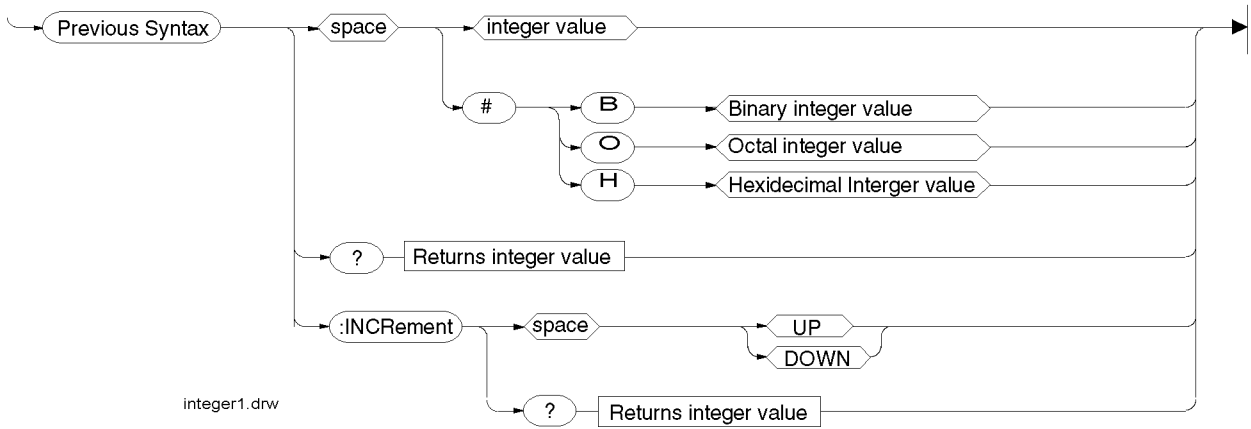 Previous Syntax
space
integer value
#
B
Binary integer value
O
Octal integer value
H
Hexidecimal Interger value
?
Returns integer value
:INCRement
space
UP
DOWN
integer1.drw
?
Returns integer value